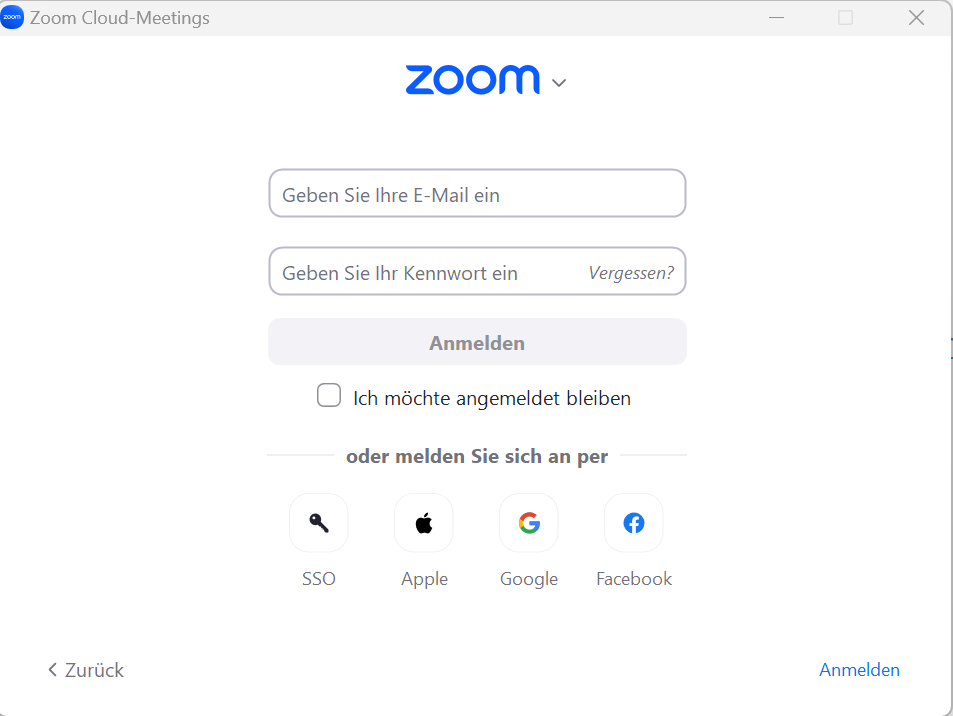 zoom Zoom Cloud-Meetings
zoom
Geben Sie Ihre E-Mail ein
Geben Sie Ihr Kennwort ein Vergessen?
Anmelden
Ich möchte angemeldet bleiben
oder melden Sie sich an per
SSO Apple Google Facebook
Zurück Anmelden